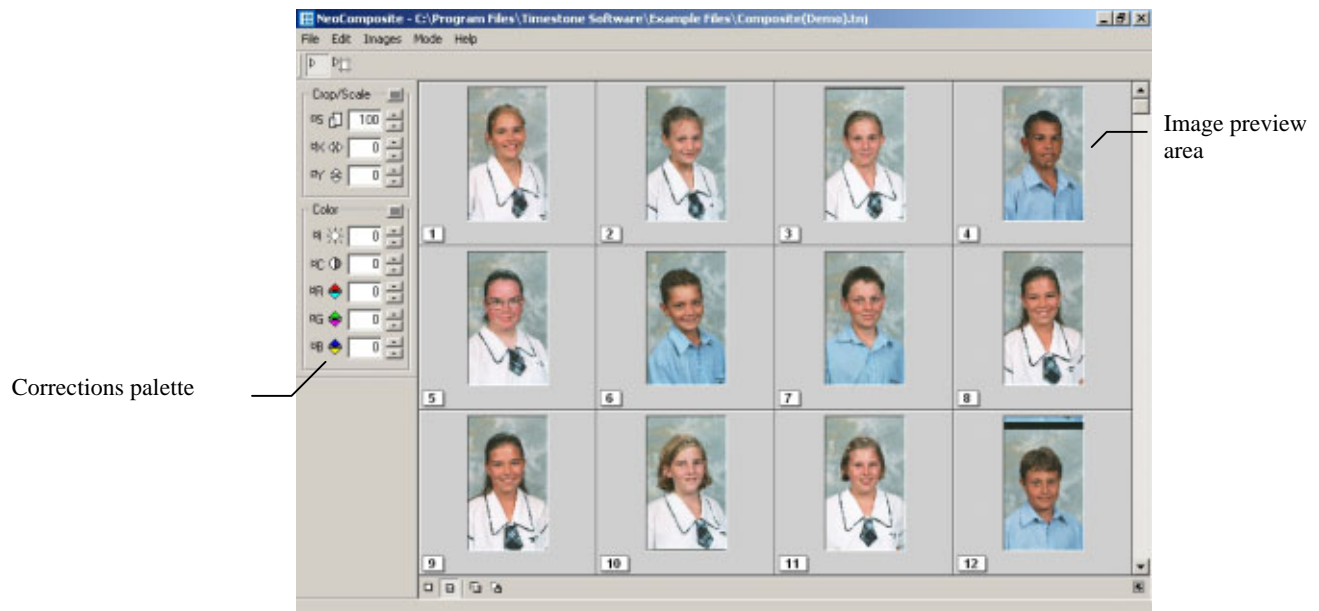 NeoComposite - C:\Program Files\Timestone Software\Example Files\Composite(Demo).tnj
File Edit Images Mode Help
Crop/Scale
S 100
X 0
Y 0
Color
I 0
C 0
R 0
G 0
B 0
1 2 3 4
5 6 7 8
9 10 11 12
Image preview
area
Corrections palette